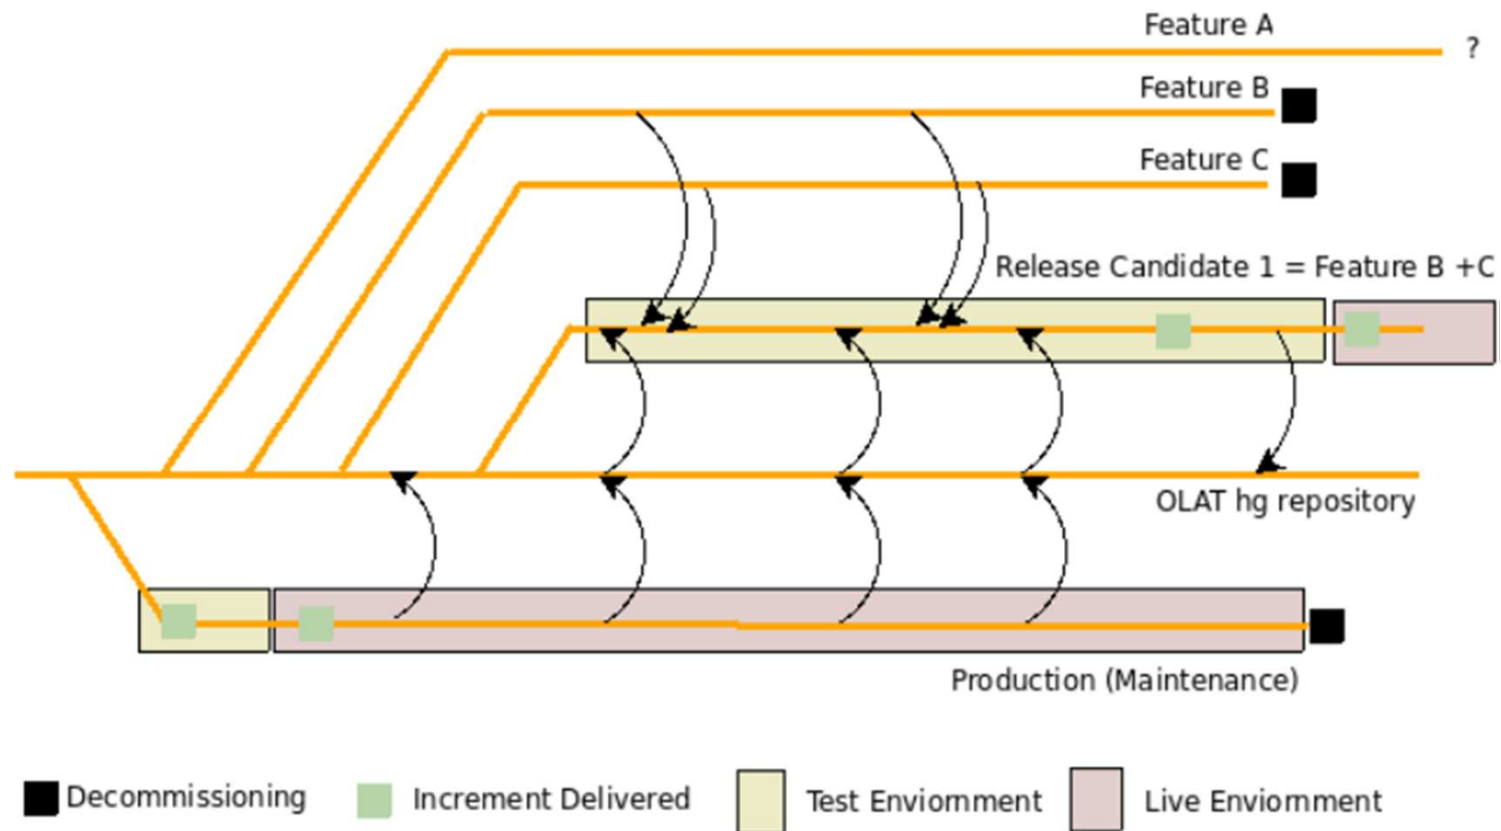 Feature A
?
Feature B
Feature C
Release Candidate 1 = Feature B +C
OLAT hg repository
Production (Maintenance)
Decommissioning
Increment Delivered
Test Enviornment
Live Enviornment